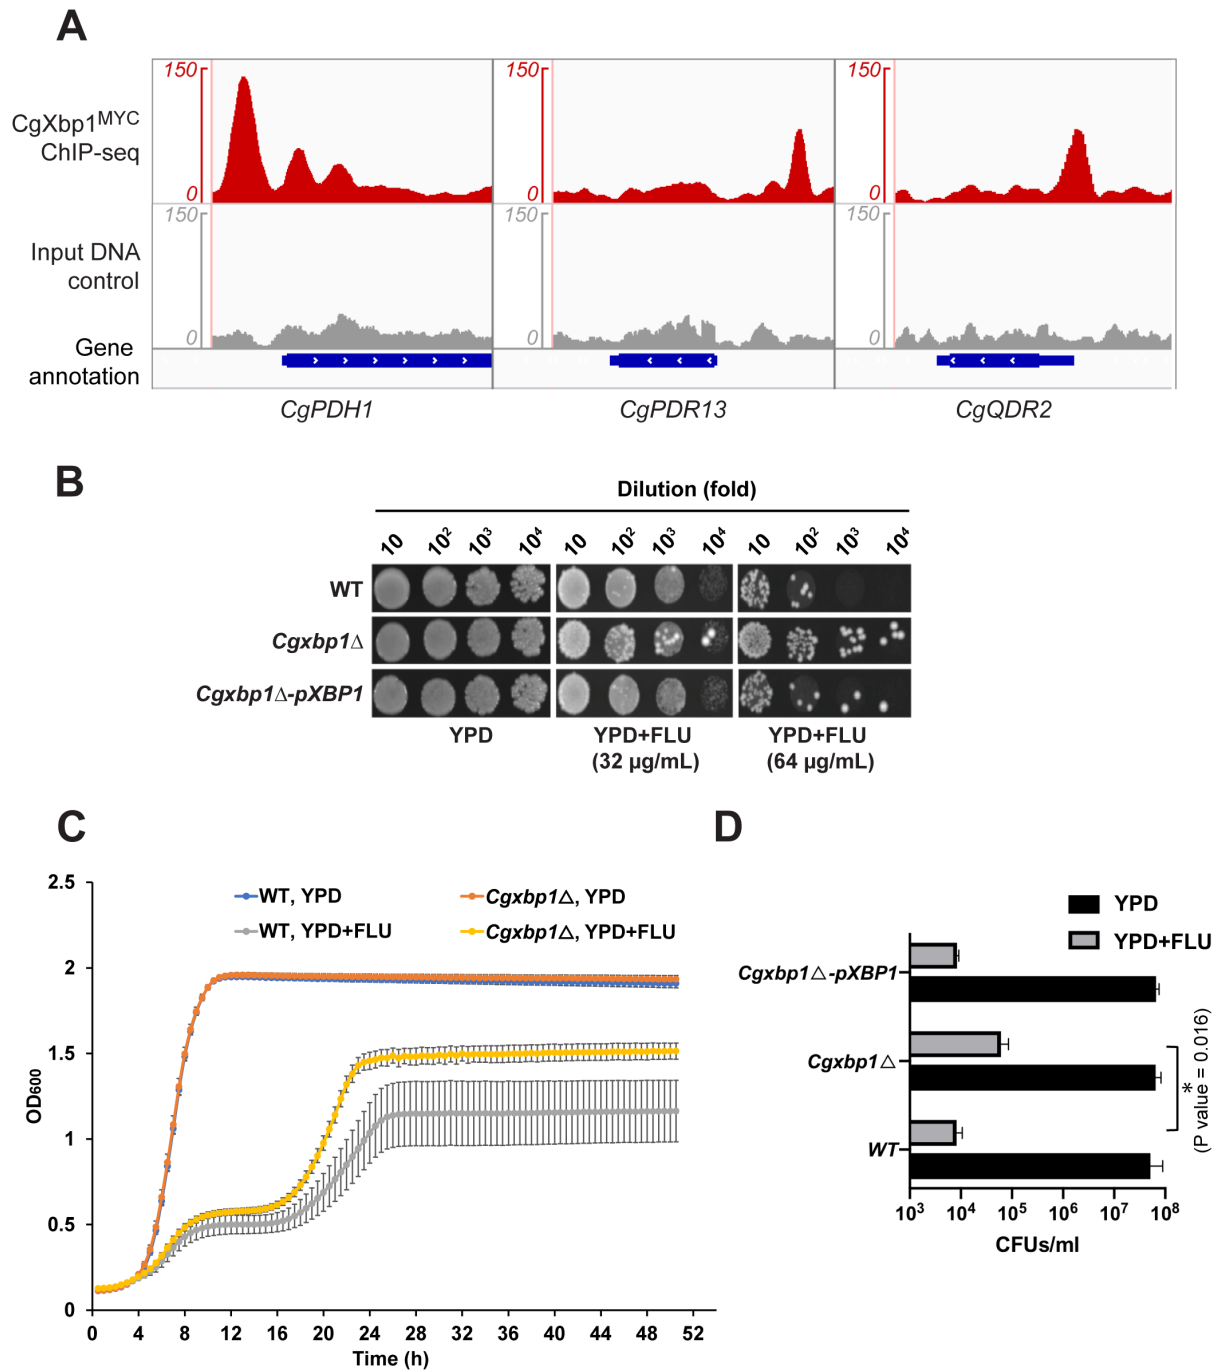 A
150 150 150
CgXbp1MYC
ChIP-seq
0 0 0
150 150 150
Input DNA
control
0 0 0
Gene
annotation
CgPDH1 CgPDR13 CgQDR2
B
Dilution (fold)
10 10² 10³ 10⁴ 10 10² 10³ 10⁴ 10 10² 10³ 10⁴
WT
Cgxbp1Δ
Cgxbp1Δ-pXBP1
YPD YPD+FLU YPD+FLU
(32 µg/mL) (64 µg/mL)
C
2.5
2
1.5
1
0.5
0
OD600
WT, YPD Cgxbp1△, YPD
WT, YPD+FLU Cgxbp1△, YPD+FLU
0 4 8 12 16 20 24 28 32 36 40 44 48 52
Time (h)
D
YPD
YPD+FLU
Cgxbp1△-pXBP1
Cgxbp1△
WT
*
(P value = 0.016)
10³ 10⁴ 10⁵ 10⁶ 10⁷ 10⁸
CFUs/ml